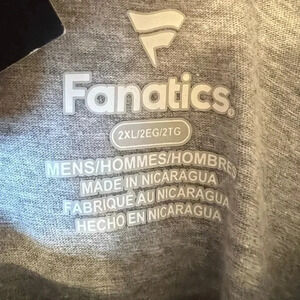 Fanatics®
2XL/2EG/2TG
MENS/HOMMES/HOMBRES
MADE IN NICARAGUA
FABRIQUÉ AU NICARAGUA
HECHO EN NICARAGUA